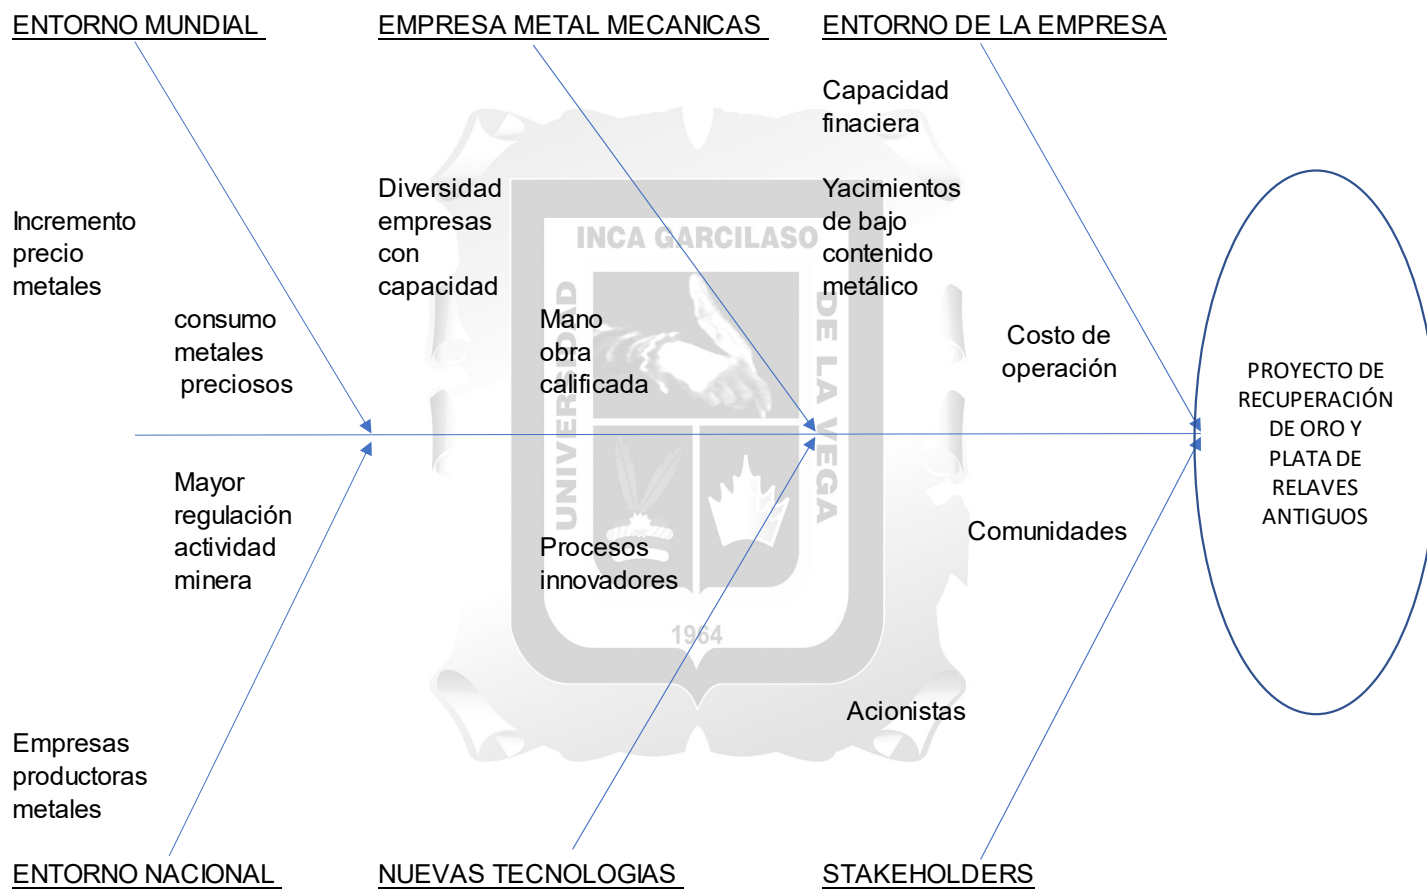 ENTORNO MUNDIAL
EMPRESA METAL MECANICAS
ENTORNO DE LA EMPRESA
Capacidad
finaciera
Diversidad
empresas
con
capacidad
Yacimientos
de bajo
contenido
metálico
Incremento
precio
metales
consumo
metales
preciosos
Mano
obra
calificada
Costo de
operación
PROYECTO DE
RECUPERACIÓN
DE ORO Y
PLATA DE
RELAVES
ANTIGUOS
Mayor
regulación
actividad
minera
Procesos
innovadores
Comunidades
Acionistas
Empresas
productoras
metales
ENTORNO NACIONAL
NUEVAS TECNOLOGIAS
STAKEHOLDERS
UNIVERSIDAD
INCA GARCILASO
DE LA VEGA
1964